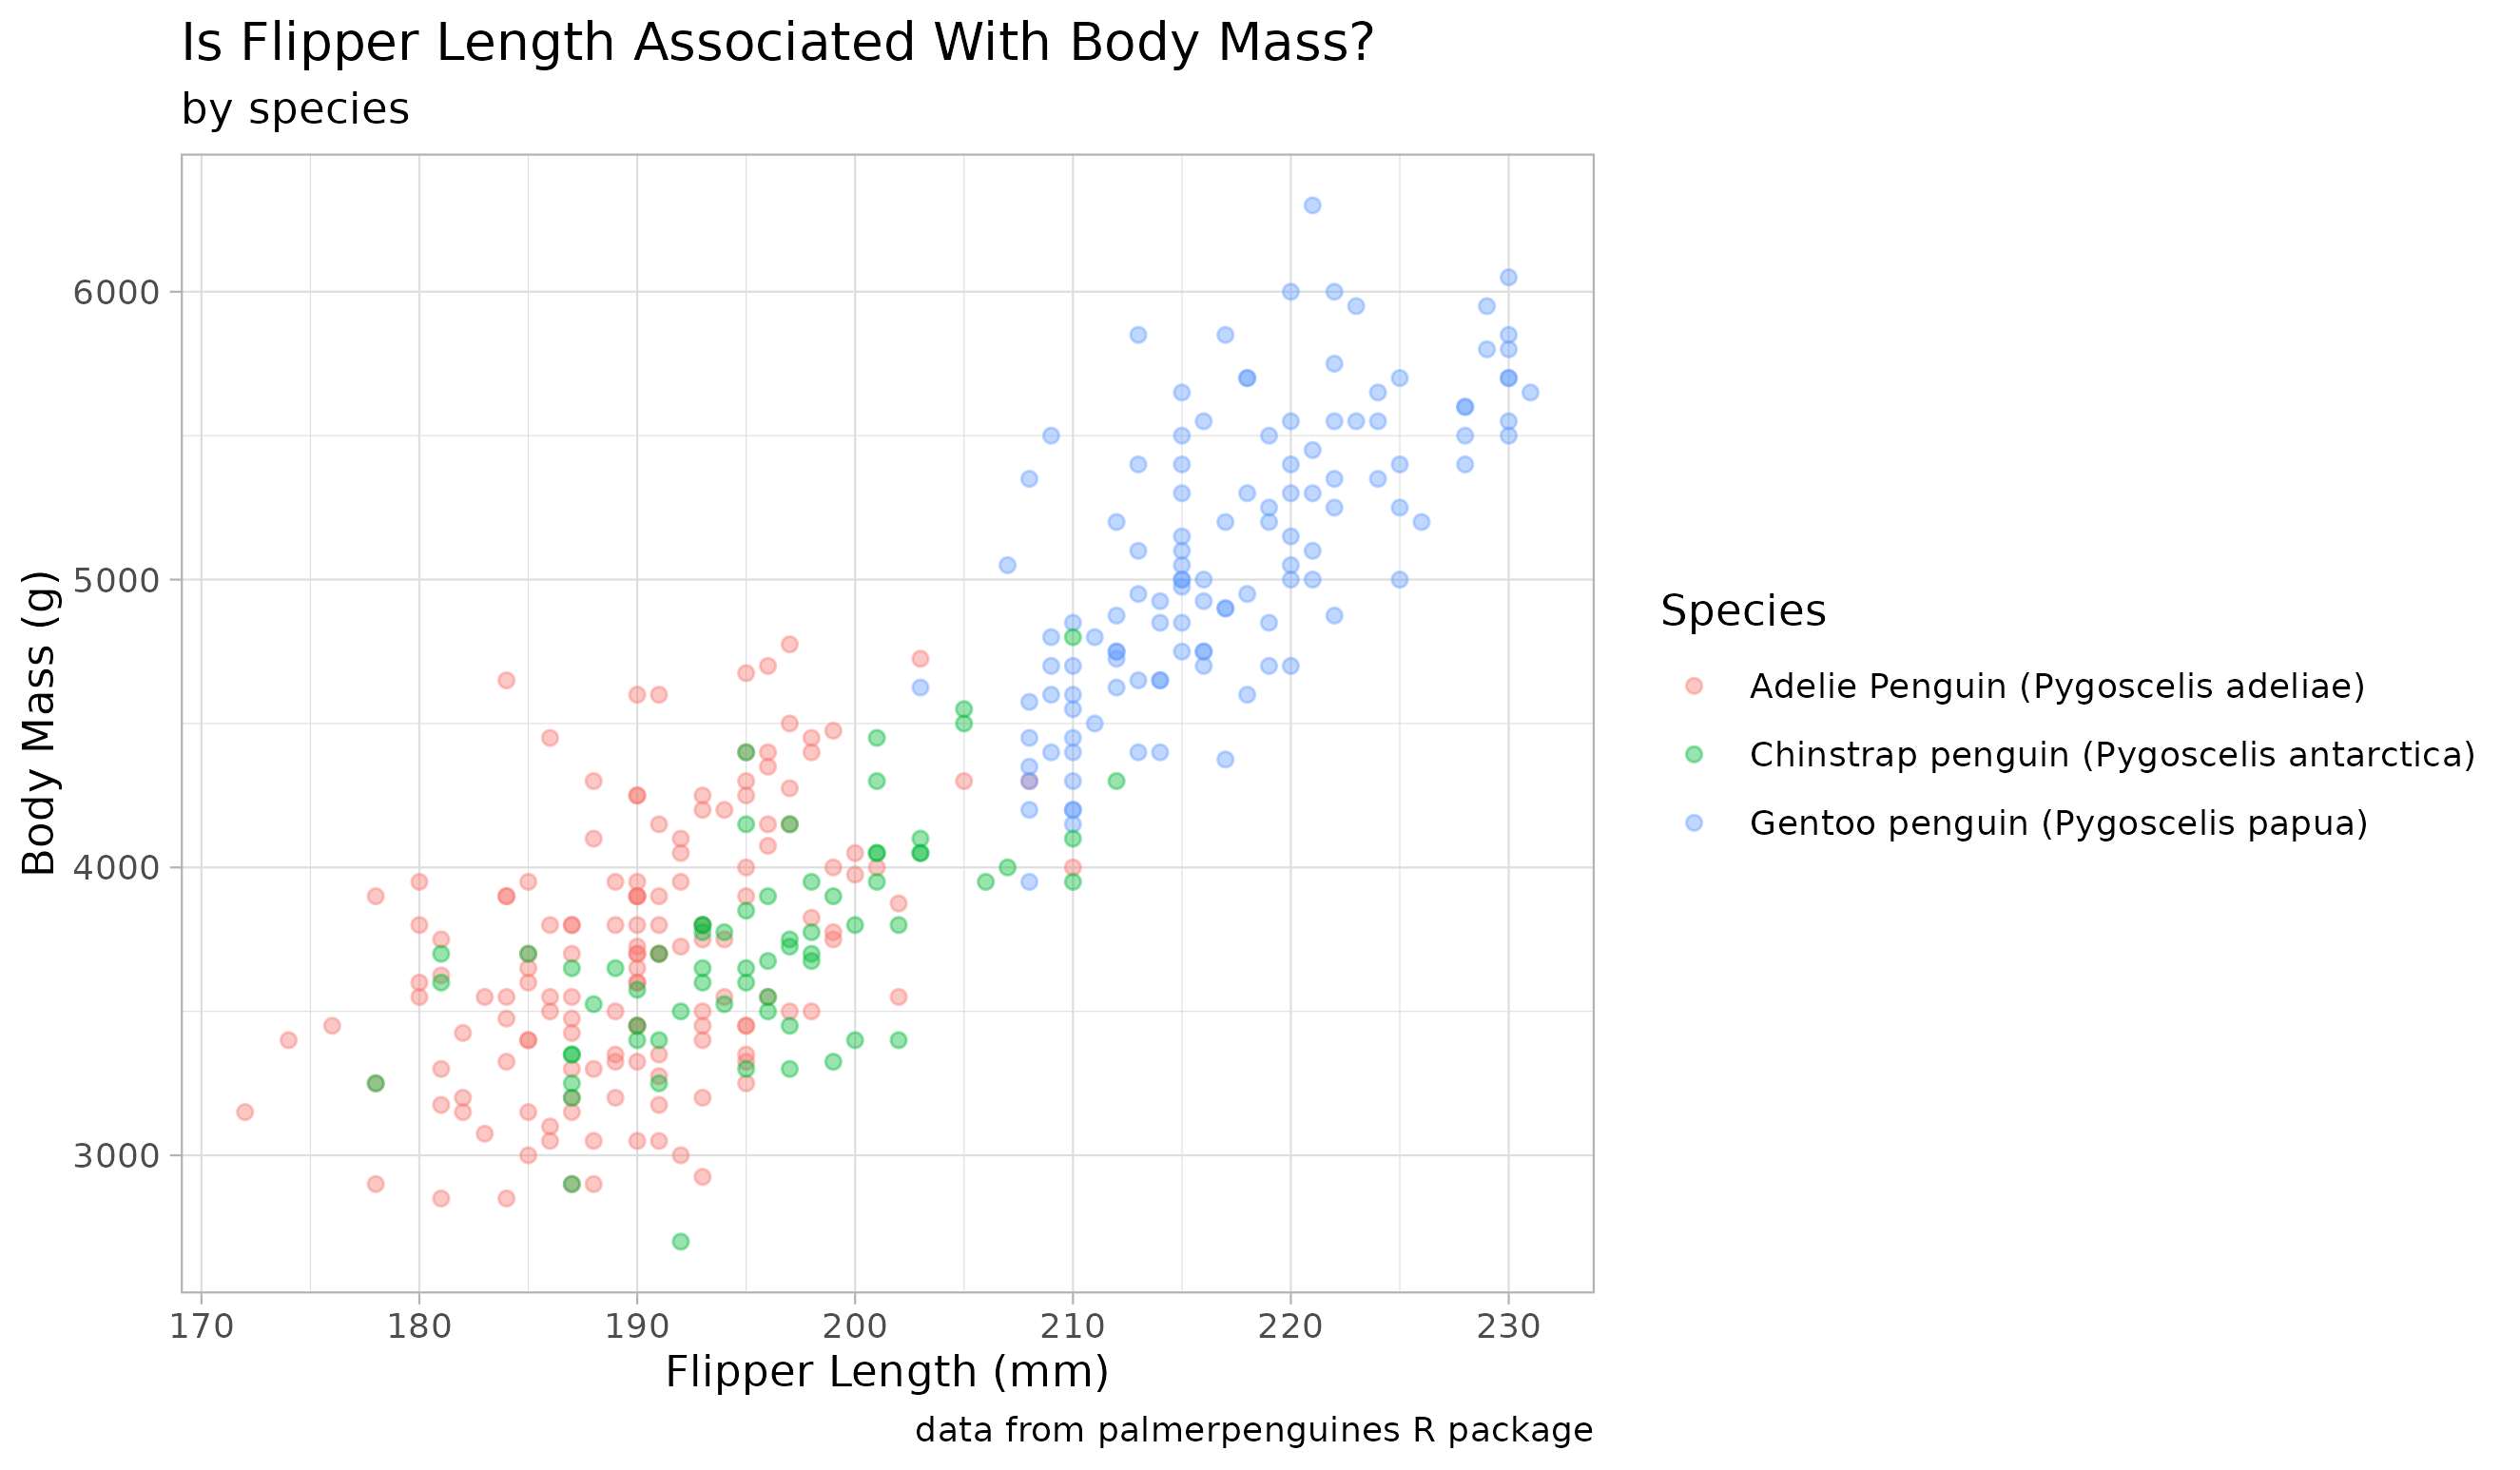 Is Flipper Length Associated With Body Mass?
by species
6000
5000
4000
3000
Body Mass (g)
170 180 190 200 210 220 230
Flipper Length (mm)
Species
Adelie Penguin (Pygoscelis adeliae)
Chinstrap penguin (Pygoscelis antarctica)
Gentoo penguin (Pygoscelis papua)
data from palmerpenguines R package